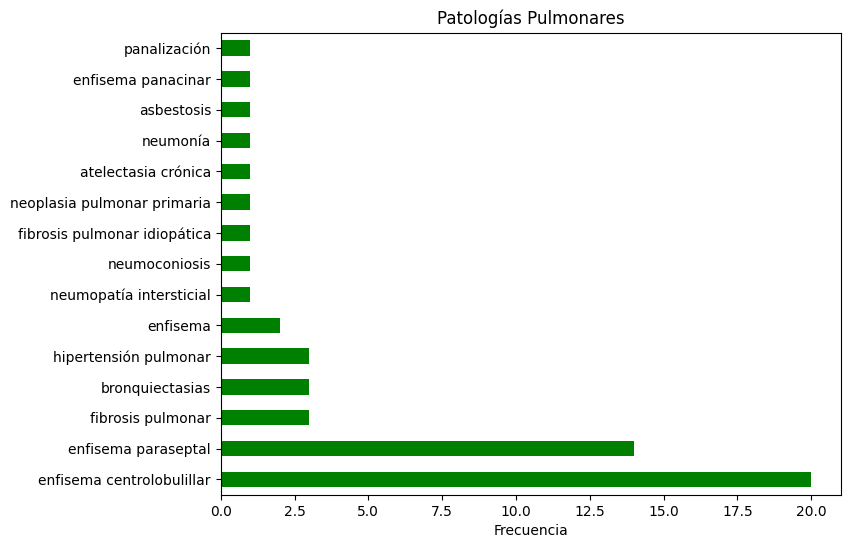 Patologías Pulmonares
panalización
enfisema panacinar
asbestosis
neumonía
atelectasia crónica
neoplasia pulmonar primaria
fibrosis pulmonar idiopática
neumoconiosis
neumopatía intersticial
enfisema
hipertensión pulmonar
bronquiectasias
fibrosis pulmonar
enfisema paraseptal
enfisema centrolobulillar
0.0 2.5 5.0 7.5 10.0 12.5 15.0 17.5 20.0
Frecuencia